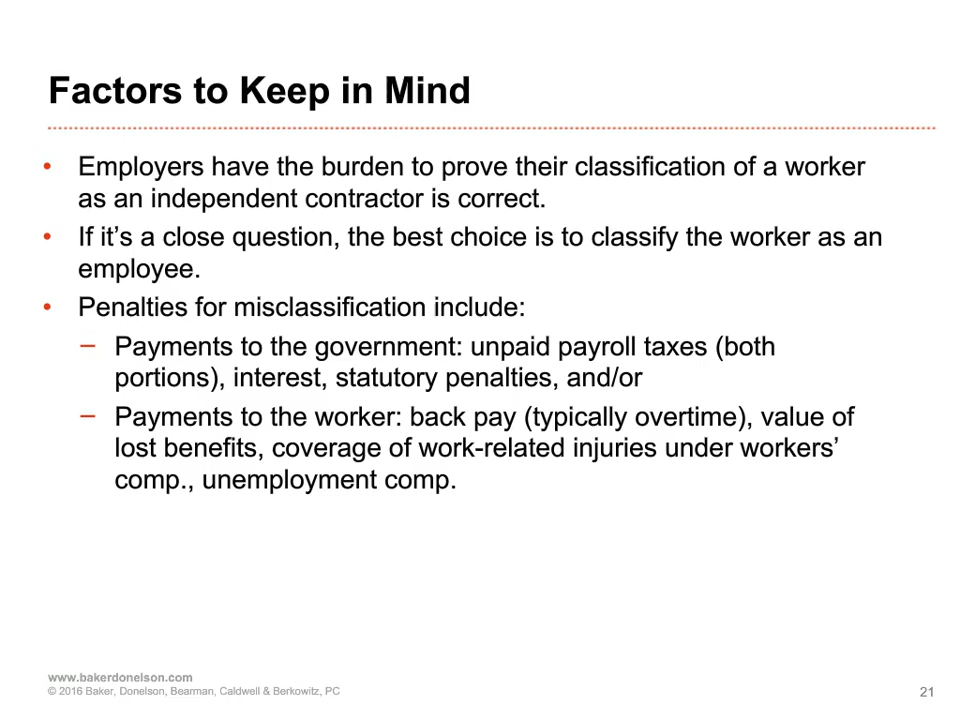 Factors to Keep in Mind
• Employers have the burden to prove their classification of a worker
as an independent contractor is correct.
• If it’s a close question, the best choice is to classify the worker as an
employee.
• Penalties for misclassification include:
– Payments to the government: unpaid payroll taxes (both
portions), interest, statutory penalties, and/or
– Payments to the worker: back pay (typically overtime), value of
lost benefits, coverage of work-related injuries under workers’
comp., unemployment comp.
www.bakerdonelson.com
© 2016 Baker, Donelson, Bearman, Caldwell & Berkowitz, PC
21